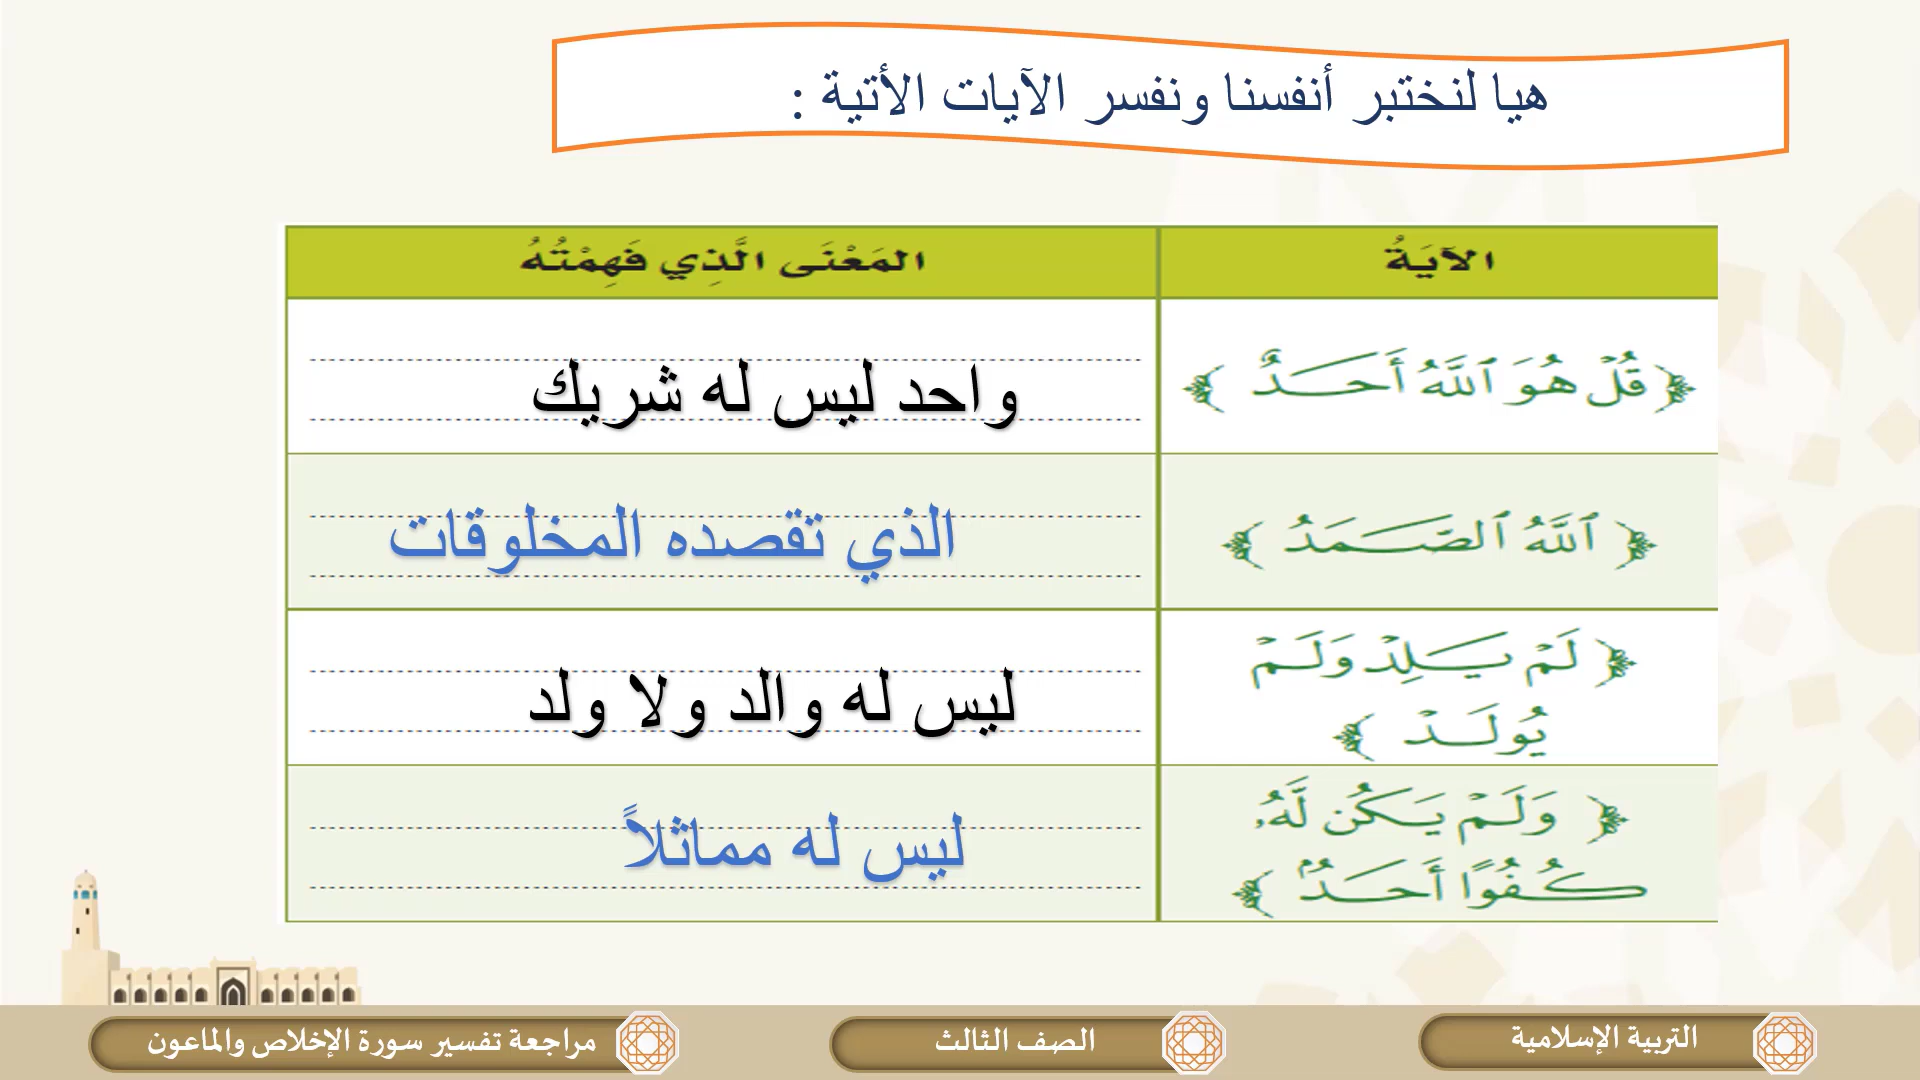 هيا لنختبر أنفسنا ونفسر الآيات الأتية :
الآيَةُ
المَعْنَى الَّذِي فَهِمْتُهُ
﴿ قُلْ هُوَ ٱللَّهُ أَحَدٌ ﴾
واحد ليس له شريك
﴿ ٱللَّهُ ٱلصَّمَدُ ﴾
الذي تقصده المخلوقات
﴿ لَمْ يَلِدْ وَلَمْ
يُولَدْ ﴾
ليس له والد ولا ولد
﴿ وَلَمْ يَكُن لَّهُۥ
كُفُوًا أَحَدٌۢ ﴾
ليس له مماثلاً
التربية الإسلامية
الصف الثالث
مراجعة تفسير سورة الإخلاص والماعون